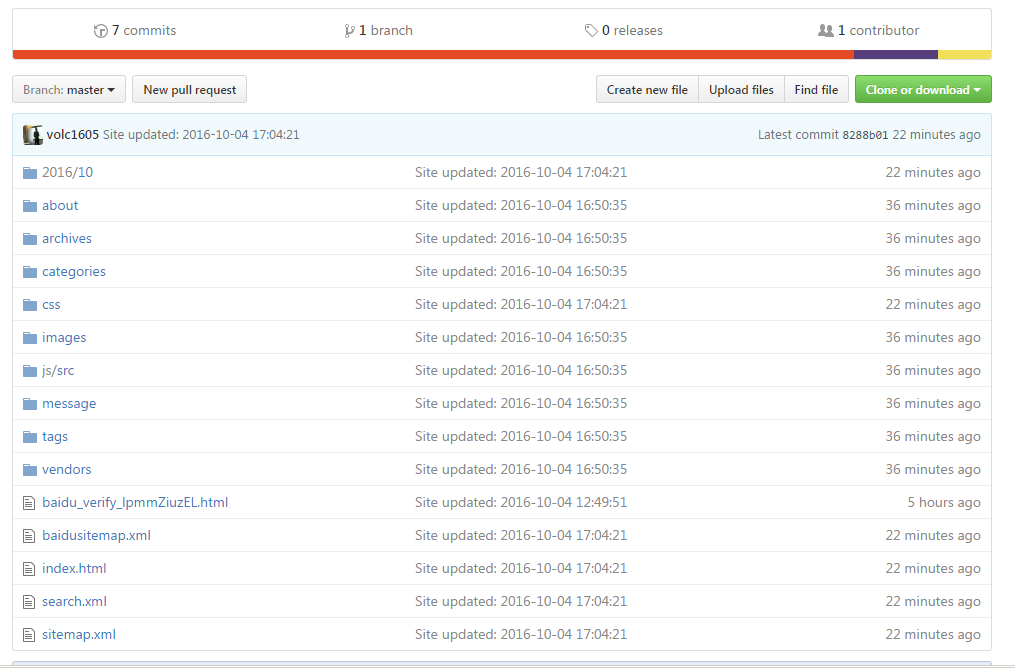 7 commits 1 branch 0 releases 1 contributor
Branch: master New pull request Create new file Upload files Find file Clone or download
volc1605 Site updated: 2016-10-04 17:04:21 Latest commit 8288b01 22 minutes ago
2016/10 Site updated: 2016-10-04 17:04:21 22 minutes ago
about Site updated: 2016-10-04 16:50:35 36 minutes ago
archives Site updated: 2016-10-04 16:50:35 36 minutes ago
categories Site updated: 2016-10-04 16:50:35 36 minutes ago
css Site updated: 2016-10-04 17:04:21 22 minutes ago
images Site updated: 2016-10-04 16:50:35 36 minutes ago
js/src Site updated: 2016-10-04 16:50:35 36 minutes ago
message Site updated: 2016-10-04 16:50:35 36 minutes ago
tags Site updated: 2016-10-04 16:50:35 36 minutes ago
vendors Site updated: 2016-10-04 16:50:35 36 minutes ago
baidu_verify_lpmmZiuzEL.html Site updated: 2016-10-04 12:49:51 5 hours ago
baidusitemap.xml Site updated: 2016-10-04 17:04:21 22 minutes ago
index.html Site updated: 2016-10-04 17:04:21 22 minutes ago
search.xml Site updated: 2016-10-04 17:04:21 22 minutes ago
sitemap.xml Site updated: 2016-10-04 17:04:21 22 minutes ago